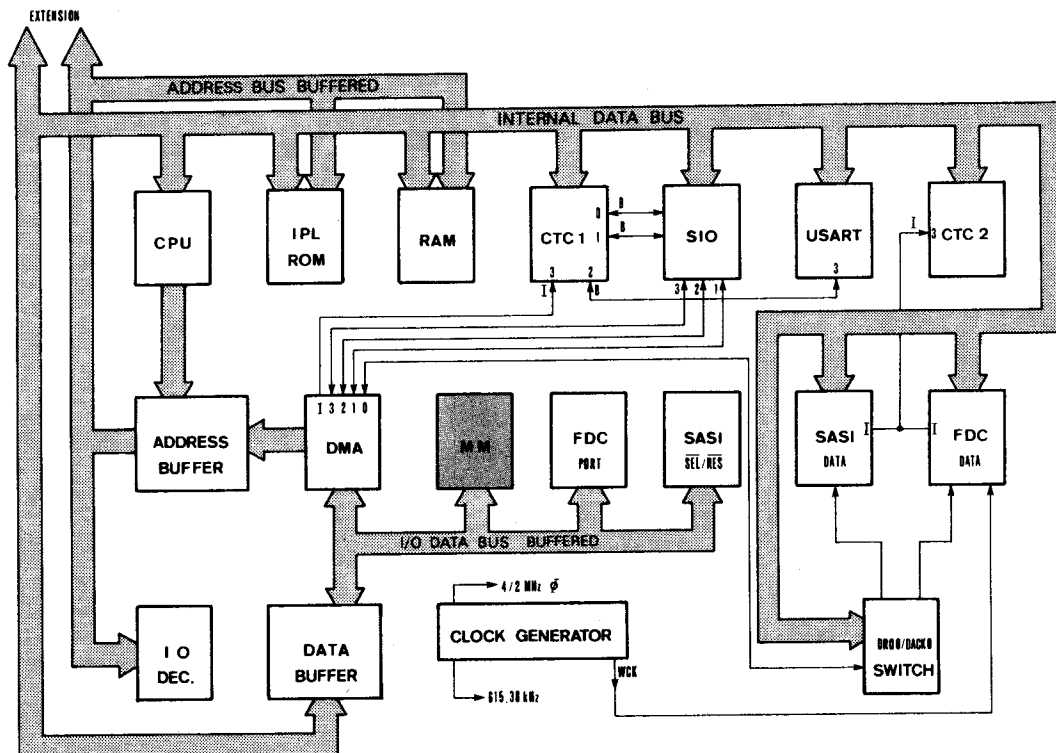 EXTENSION
ADDRESS BUS BUFFERED
INTERNAL DATA BUS
CPU
IPL
ROM
RAM
CTC 1
0
1
3
2
I
B
B
B
SIO
3
2
1
USART
3
I
3
CTC 2
ADDRESS
BUFFER
I 3 2 1 0
DMA
MM
FDC
PORT
SASI
SEL/RES
I/O DATA BUS BUFFERED
SASI
DATA
I
I
FDC
DATA
I O
DEC.
DATA
BUFFER
4/2 MHz Φ
CLOCK GENERATOR
615,38 kHz
WCK
DRQ0/DACK0
SWITCH